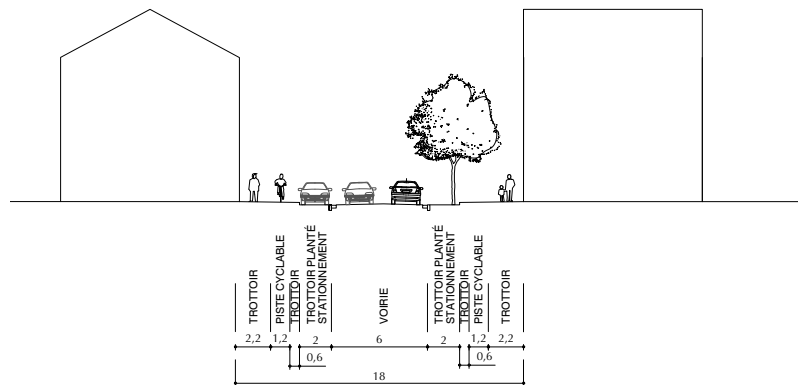 TROTTOIR
PISTE CYCLABLE
TROTTOIR
TROTTOIR PLANTÉ
STATIONNEMENT
VOIRIE
TROTTOIR PLANTÉ
STATIONNEMENT
TROTTOIR
PISTE CYCLABLE
TROTTOIR
2,2
1,2
2
6
2
1,2
2,2
0,6
0,6
18